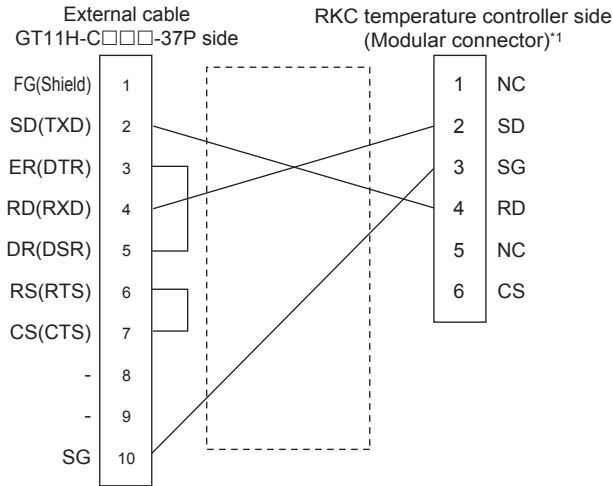 External cable
GT11H-C□□□-37P side
RKC temperature controller side
(Modular connector)*1
FG(Shield) 1
SD(TXD) 2
ER(DTR) 3
RD(RXD) 4
DR(DSR) 5
RS(RTS) 6
CS(CTS) 7
- 8
- 9
SG 10
1 NC
2 SD
3 SG
4 RD
5 NC
6 CS